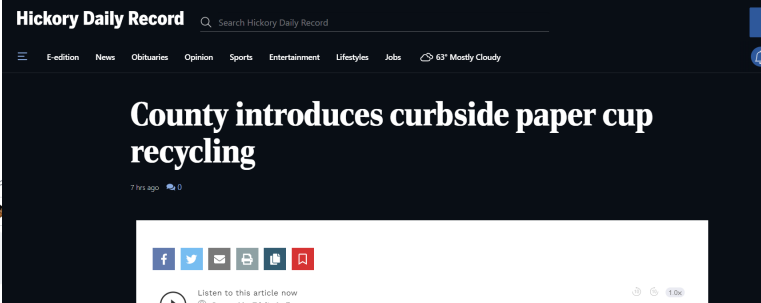 Hickory Daily Record
Search Hickory Daily Record
E-edition News Obituaries Opinion Sports Entertainment Lifestyles Jobs 63° Mostly Cloudy
County introduces curbside paper cup
recycling
7 hrs ago 0
Listen to this article now
1.0x